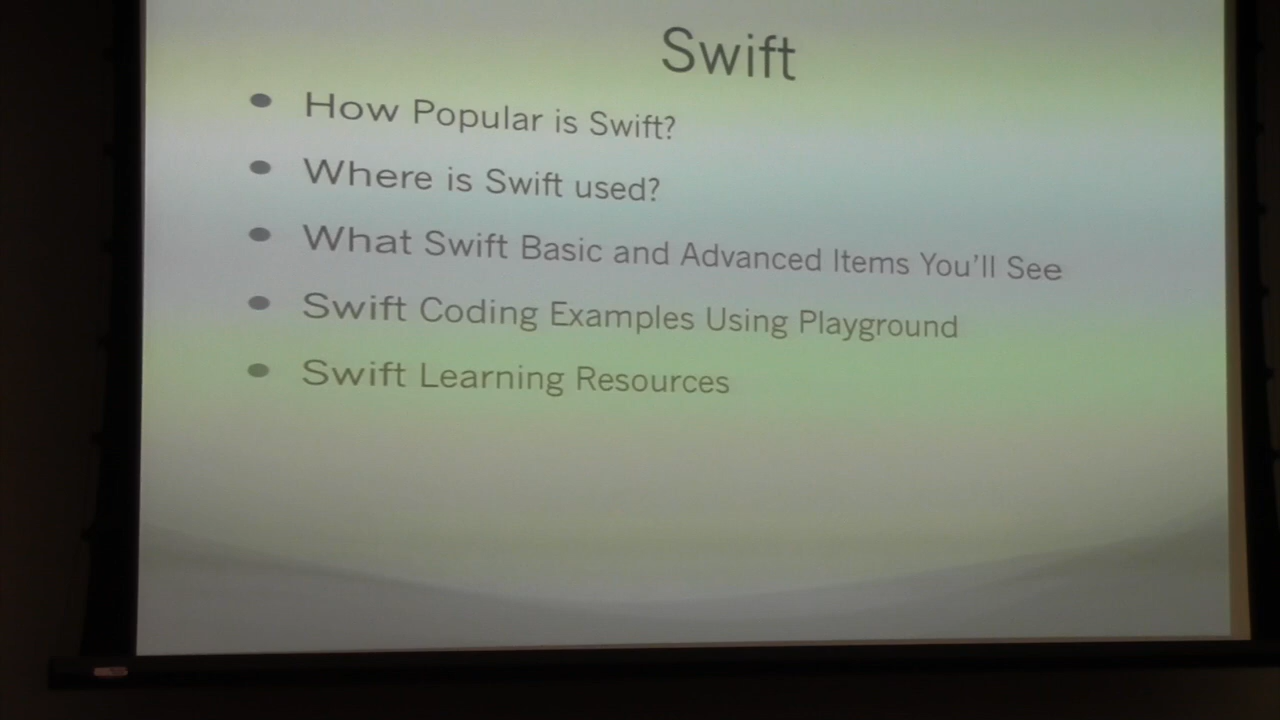 Swift
• How Popular is Swift?
• Where is Swift used?
• What Swift Basic and Advanced Items You'll See
• Swift Coding Examples Using Playground
• Swift Learning Resources